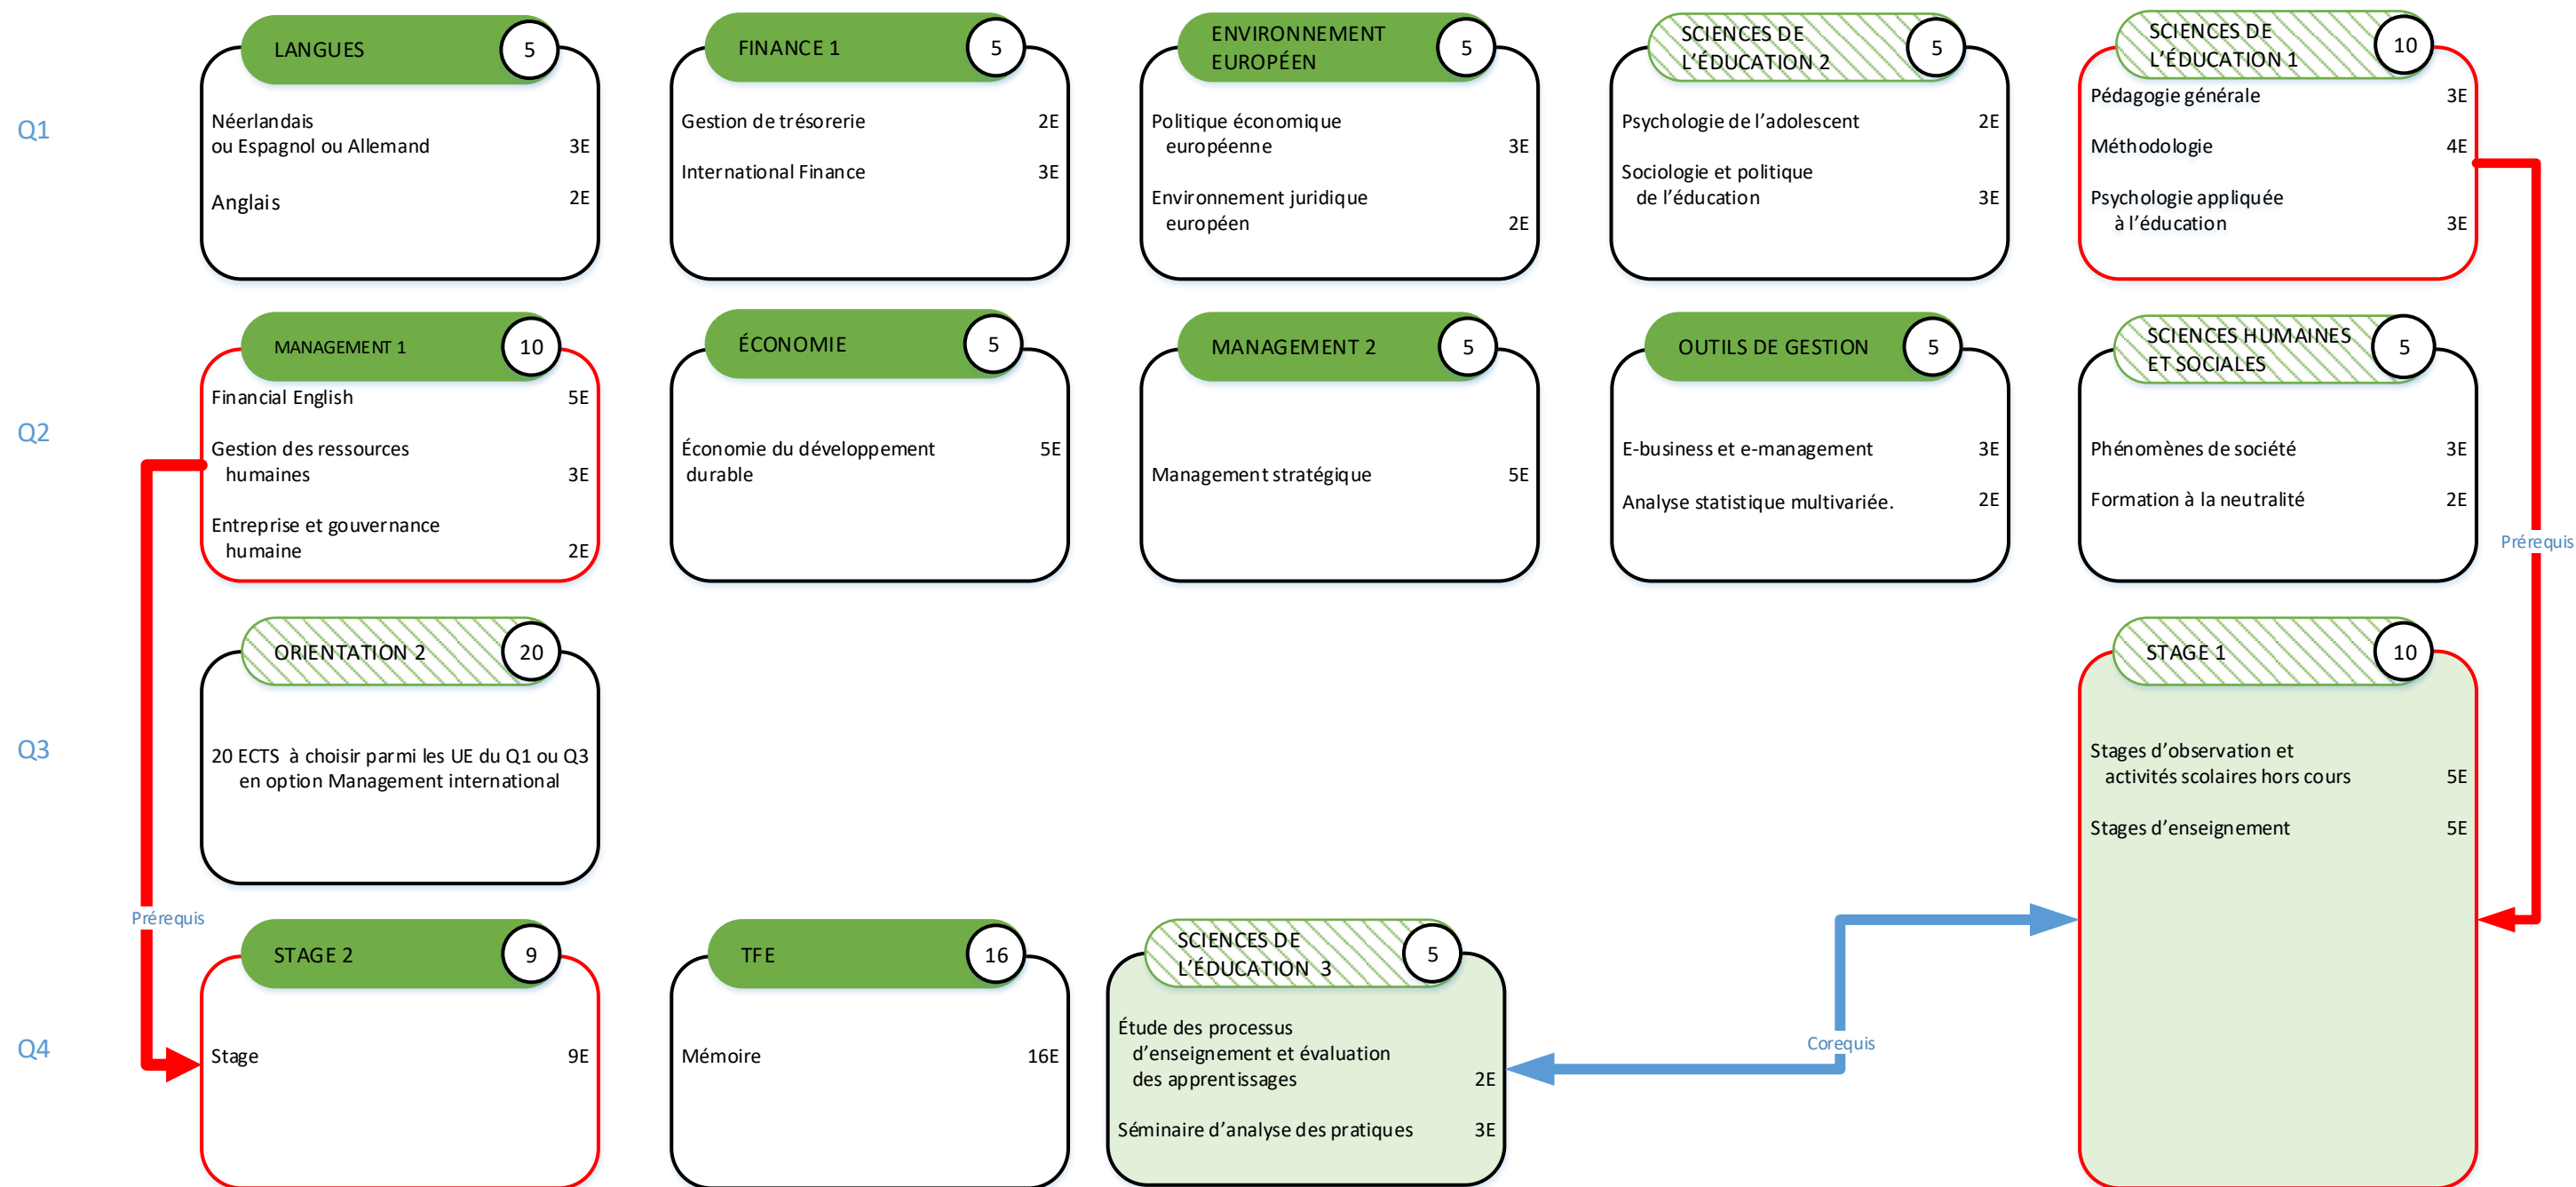 Q1
LANGUES
5
Néerlandais
ou Espagnol ou Allemand 3E
Anglais 2E
FINANCE 1
5
Gestion de trésorerie 2E
International Finance 3E
ENVIRONNEMENT
EUROPÉEN
5
Politique économique
européenne 3E
Environnement juridique
européen 2E
SCIENCES DE
L’ÉDUCATION 2
5
Psychologie de l’adolescent 2E
Sociologie et politique
de l’éducation 3E
SCIENCES DE
L’ÉDUCATION 1
10
Pédagogie générale 3E
Méthodologie 4E
Psychologie appliquée
à l’éducation 3E
Q2
MANAGEMENT 1
10
Financial English 5E
Gestion des ressources
humaines 3E
Entreprise et gouvernance
humaine 2E
ÉCONOMIE
5
Économie du développement 5E
durable
MANAGEMENT 2
5
Management stratégique 5E
OUTILS DE GESTION
5
E-business et e-management 3E
Analyse statistique multivariée. 2E
SCIENCES HUMAINES
ET SOCIALES
5
Phénomènes de société 3E
Formation à la neutralité 2E
Prérequis
Q3
ORIENTATION 2
20
20 ECTS à choisir parmi les UE du Q1 ou Q3
en option Management international
STAGE 1
10
Stages d’observation et
activités scolaires hors cours 5E
Stages d’enseignement 5E
Prérequis
Q4
STAGE 2
9
Stage 9E
TFE
16
Mémoire 16E
SCIENCES DE
L’ÉDUCATION 3
5
Étude des processus
d’enseignement et évaluation
des apprentissages 2E
Séminaire d’analyse des pratiques 3E
Corequis